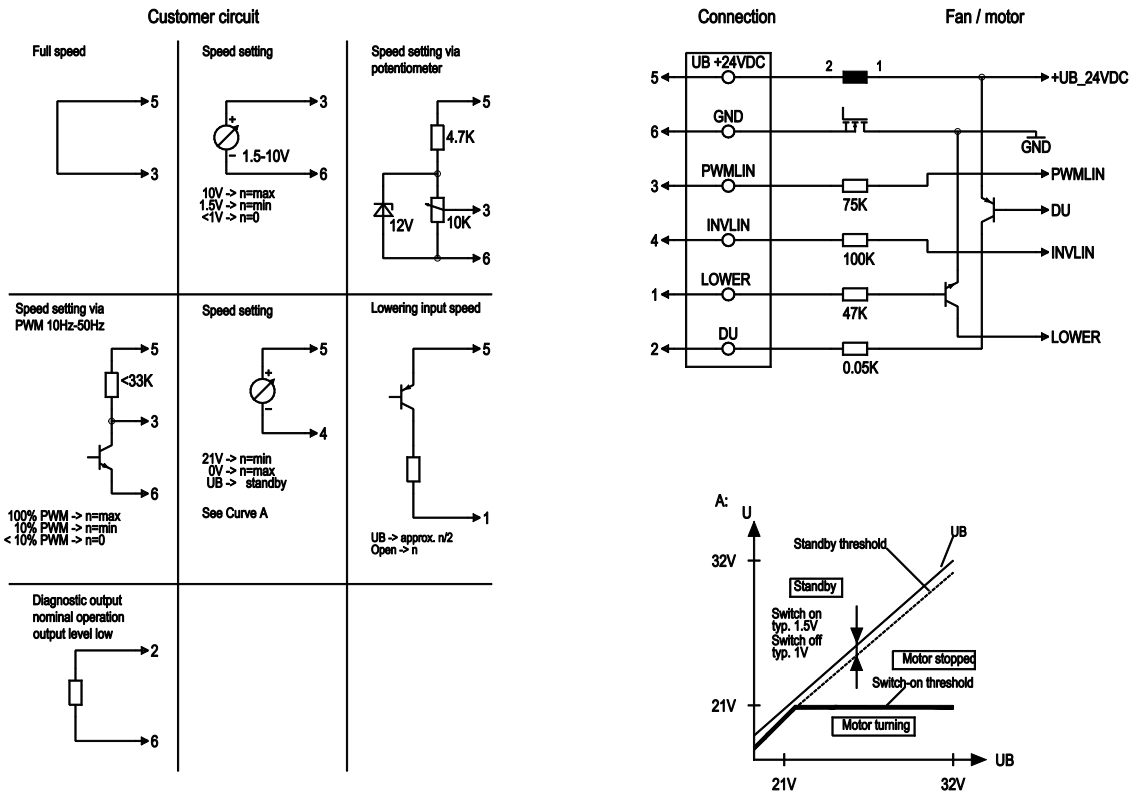 Customer circuit
Full speed
5
3
Speed setting
3
+
−
1.5-10V
6
10V -> n=max
1.5V -> n=min
<1V -> n=0
Speed setting via
potentiometer
5
4.7K
12V
10K
3
6
Speed setting via
PWM 10Hz-50Hz
5
<33K
3
6
100% PWM -> n=max
10% PWM -> n=min
< 10% PWM -> n=0
Speed setting
5
+
−
4
21V -> n=min
0V -> n=max
UB -> standby
See Curve A
Lowering input speed
5
1
UB -> approx. n/2
Open -> n
Diagnostic output
nominal operation
output level low
2
6
Connection
Fan / motor
5
UB +24VDC
2
1
+UB_24VDC
6
GND
GND
3
PWMLIN
75K
PWMLIN
DU
4
INVLIN
100K
INVLIN
1
LOWER
47K
LOWER
2
DU
0.05K
A:
U
UB
Standby threshold
32V
Standby
Switch on
typ. 1.5V
Switch off
typ. 1V
Motor stopped
Switch-on threshold
21V
Motor turning
UB
21V
32V